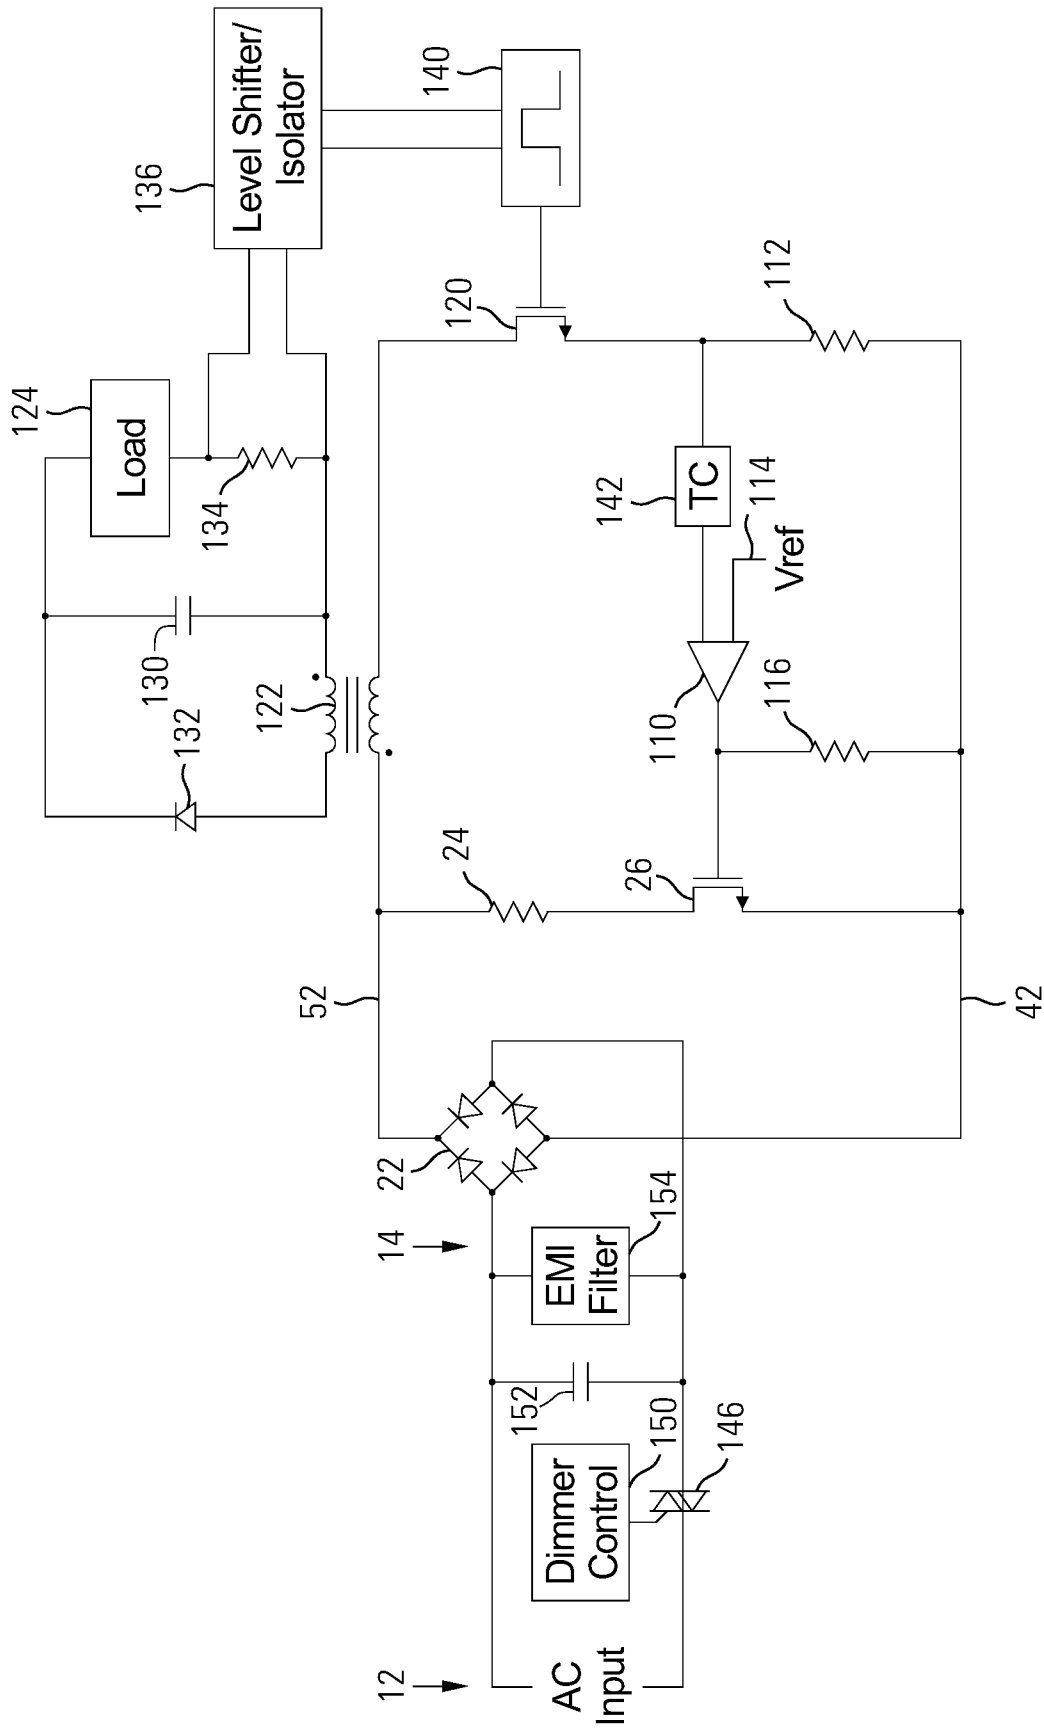 12
AC
Input
Dimmer
Control
150
146
152
14
EMI
Filter
154
22
52
42
24
26
132
130
122
110
116
114
Vref
142
TC
124
Load
134
120
112
136
Level Shifter/
Isolator
140